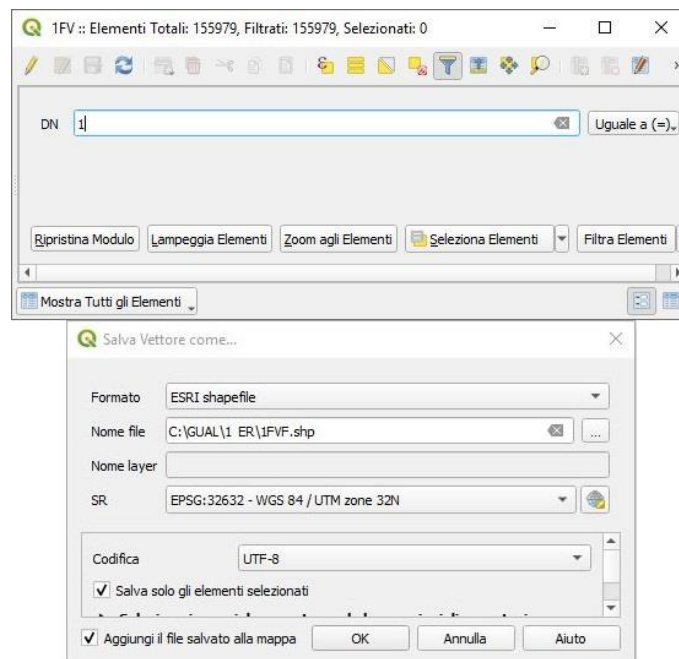 1FV :: Elementi Totali: 155979, Filtrati: 155979, Selezionati: 0
DN 1 Uguale a (=)
Ripristina Modulo Lampeggia Elementi Zoom agli Elementi Seleziona Elementi Filtra Elementi
Mostra Tutti gli Elementi
Salva Vettore come...
Formato ESRI shapefile
Nome file C:\GUAL\1 ER\1FVF.shp ...
Nome layer
SR EPSG:32632 - WGS 84 / UTM zone 32N
Codifica UTF-8
Salva solo gli elementi selezionati
Aggiungi il file salvato alla mappa OK Annulla Aiuto